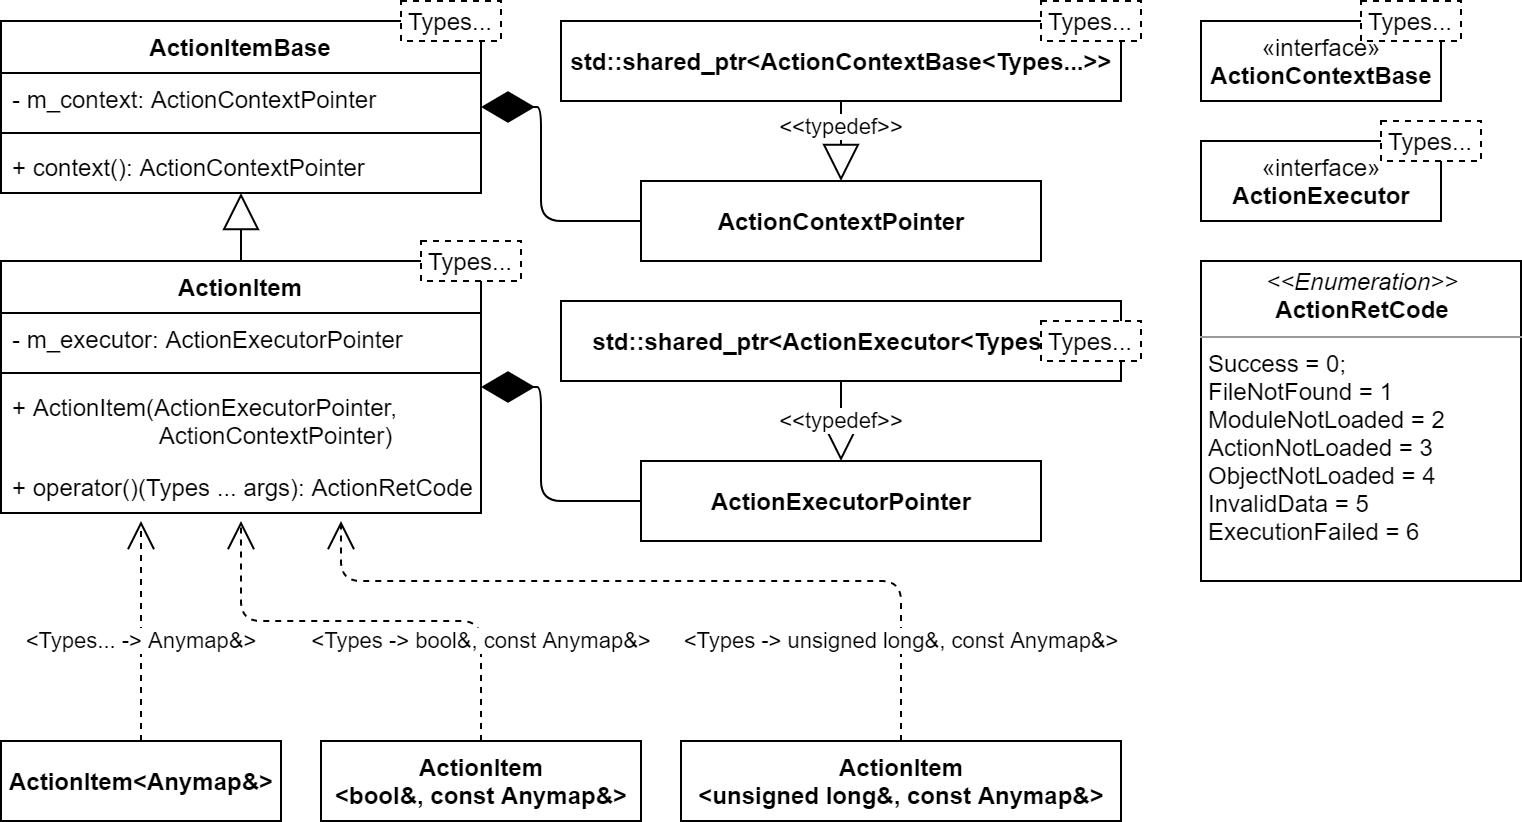 Types...
ActionItemBase
- m_context: ActionContextPointer
+ context(): ActionContextPointer
Types...
std::shared_ptr<ActionContextBase<Types...>>
<<typedef>>
ActionContextPointer
Types...
«interface»
ActionContextBase
Types...
«interface»
ActionExecutor
Types...
ActionItem
- m_executor: ActionExecutorPointer
+ ActionItem(ActionExecutorPointer,
ActionContextPointer)
+ operator()(Types ... args): ActionRetCode
Types...
std::shared_ptr<ActionExecutor<Types
<<typedef>>
ActionExecutorPointer
<<Enumeration>>
ActionRetCode
Success = 0;
FileNotFound = 1
ModuleNotLoaded = 2
ActionNotLoaded = 3
ObjectNotLoaded = 4
InvalidData = 5
ExecutionFailed = 6
<Types... -> Anymap&>
<Types -> bool&, const Anymap&>
<Types -> unsigned long&, const Anymap&>
ActionItem<Anymap&>
ActionItem
<bool&, const Anymap&>
ActionItem
<unsigned long&, const Anymap&>